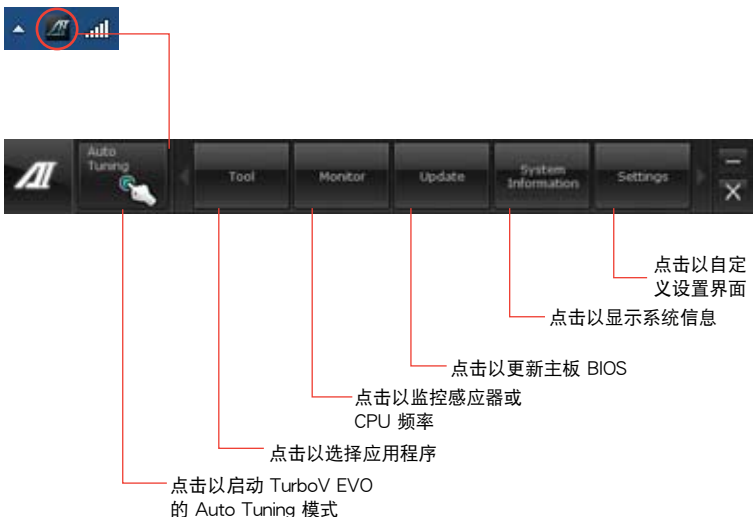 Auto
Tuning
Tool
Monitor
Update
System
Information
Settings
点击以自定
义设置界面
点击以显示系统信息
点击以更新主板 BIOS
点击以监控感应器或
CPU 频率
点击以选择应用程序
点击以启动 TurboV EVO
的 Auto Tuning 模式